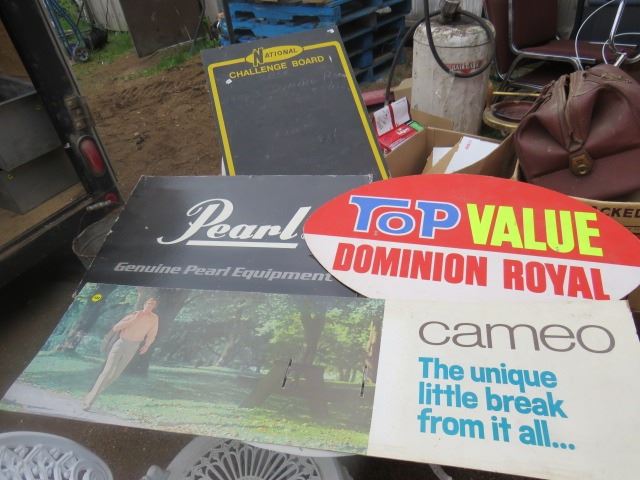 National
CHALLENGE BOARD
Pearl
Genuine Pearl Equipment
TOP VALUE
DOMINION ROYAL
cameo
The unique
little break
from it all...